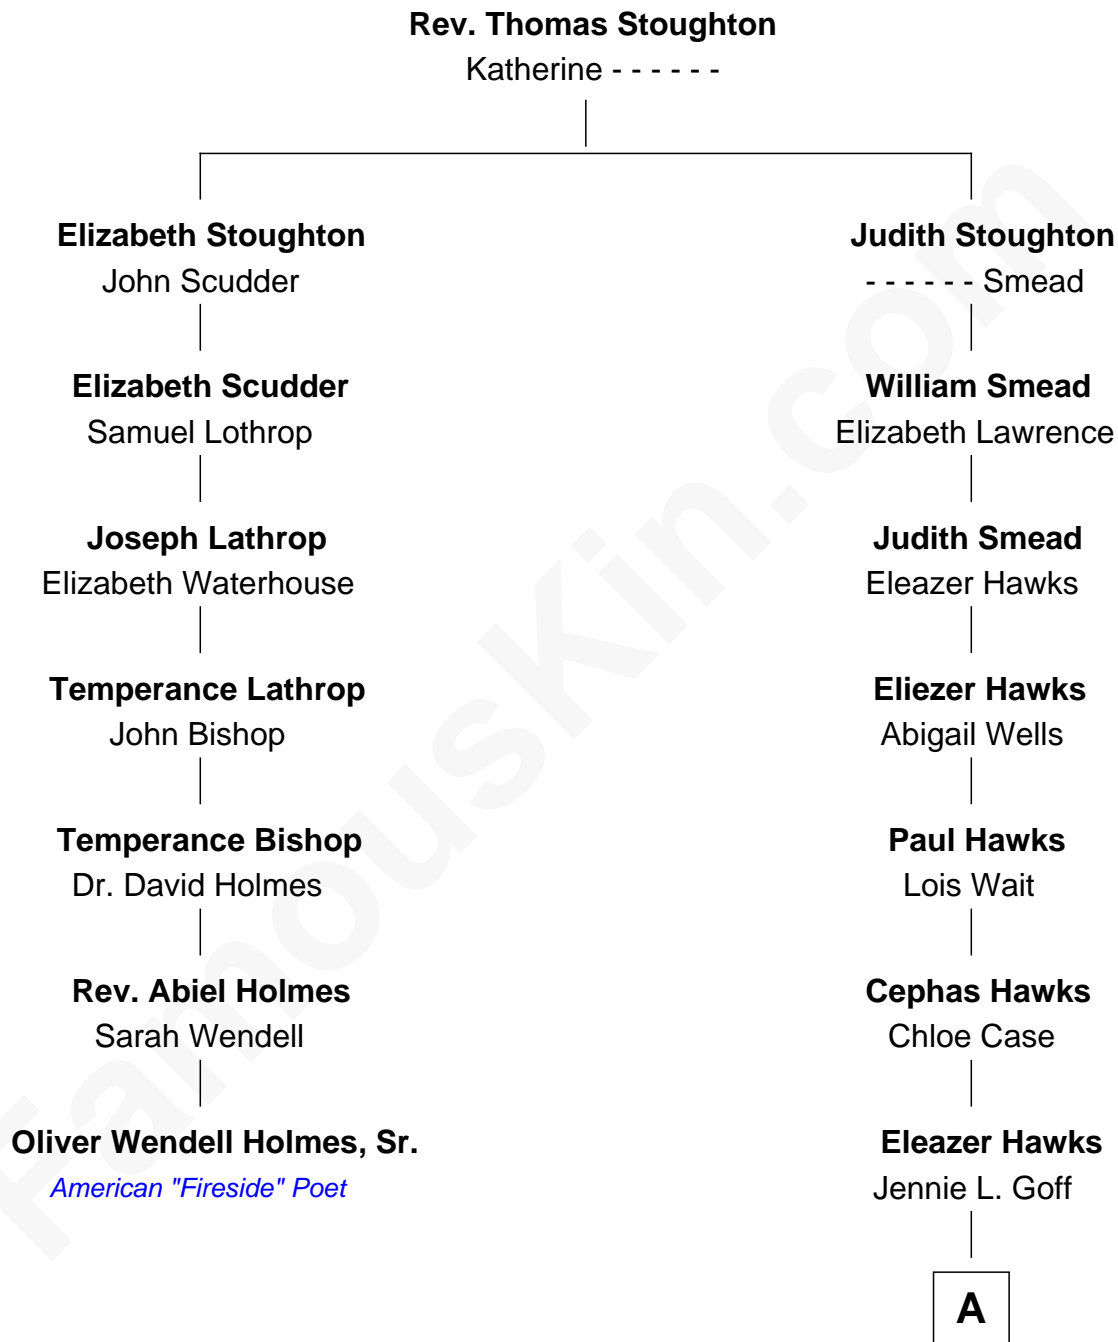 Rev. Thomas Stoughton
Katherine - - - - - -
Elizabeth Stoughton
John Scudder
Elizabeth Scudder
Samuel Lothrop
Joseph Lathrop
Elizabeth Waterhouse
Temperance Lathrop
John Bishop
Temperance Bishop
Dr. David Holmes
Rev. Abiel Holmes
Sarah Wendell
Oliver Wendell Holmes, Sr.
American "Fireside" Poet
Judith Stoughton
- - - - - - Smead
William Smead
Elizabeth Lawrence
Judith Smead
Eleazer Hawks
Eliezer Hawks
Abigail Wells
Paul Hawks
Lois Wait
Cephas Hawks
Chloe Case
Eleazer Hawks
Jennie L. Goff
A
FamousKin.com